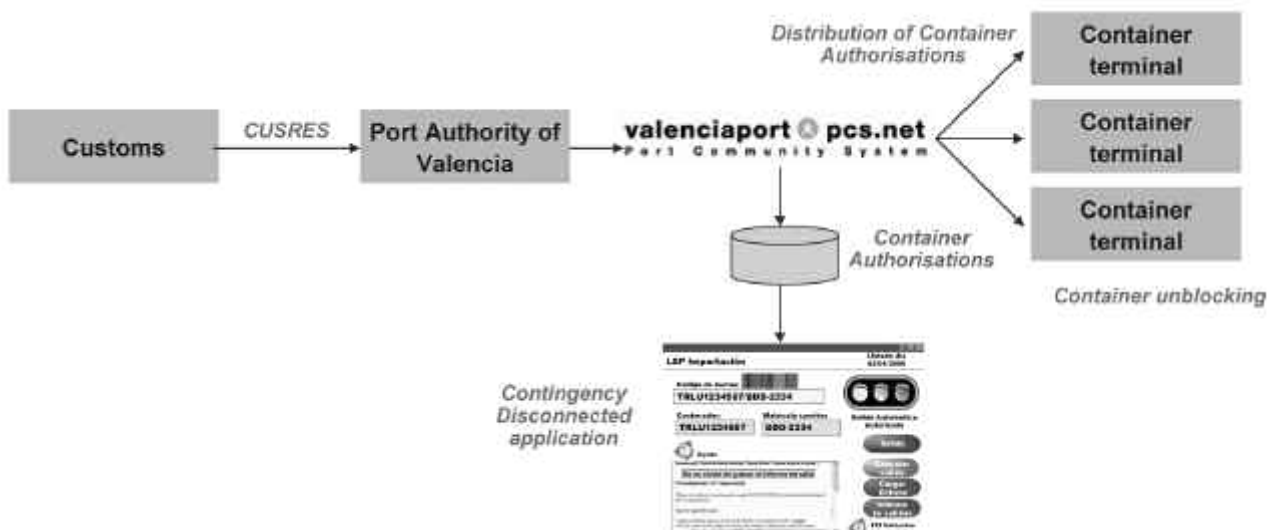 Distribution of Container
Authorisations
Container
terminal
Customs
CUSRES
Port Authority of
Valencia
valenciaport pcs.net
Port Community System
Container
terminal
Container
terminal
Container
Authorisations
Container unblocking
Contingency
Disconnected
application
LSP Importación
TRLU1234567/BBB-2234
TRLU1234567
BBB-2234